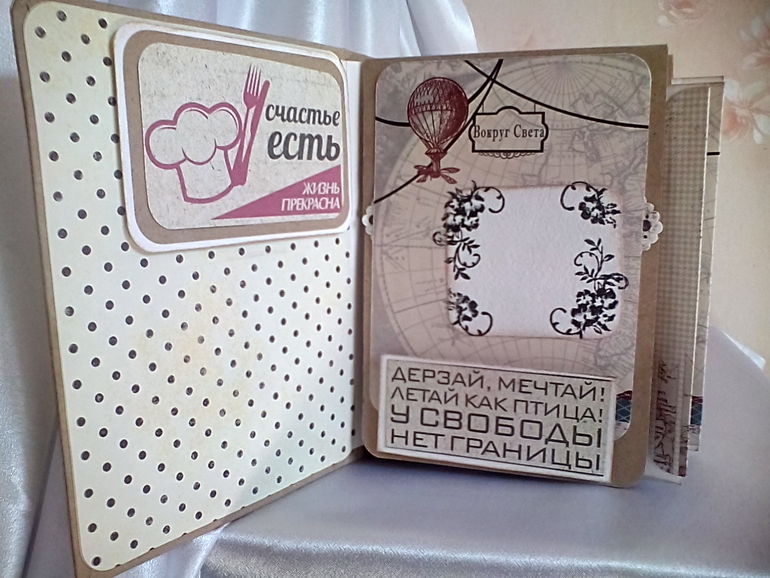 счастье
есть
ЖИЗНЬ
ПРЕКРАСНА
Вокруг Света
ДЕРЗАЙ, МЕЧТАЙ!
ЛЕТАЙ КАК ПТИЦА!
У СВОБОДЫ
НЕТ ГРАНИЦЫ